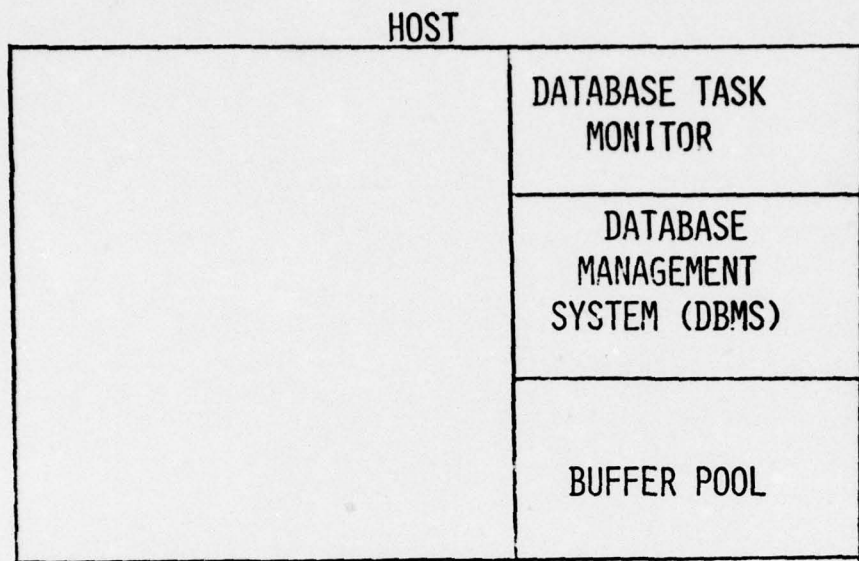 HOST
DATABASE TASK
MONITOR
DATABASE
MANAGEMENT
SYSTEM (DBMS)
BUFFER POOL